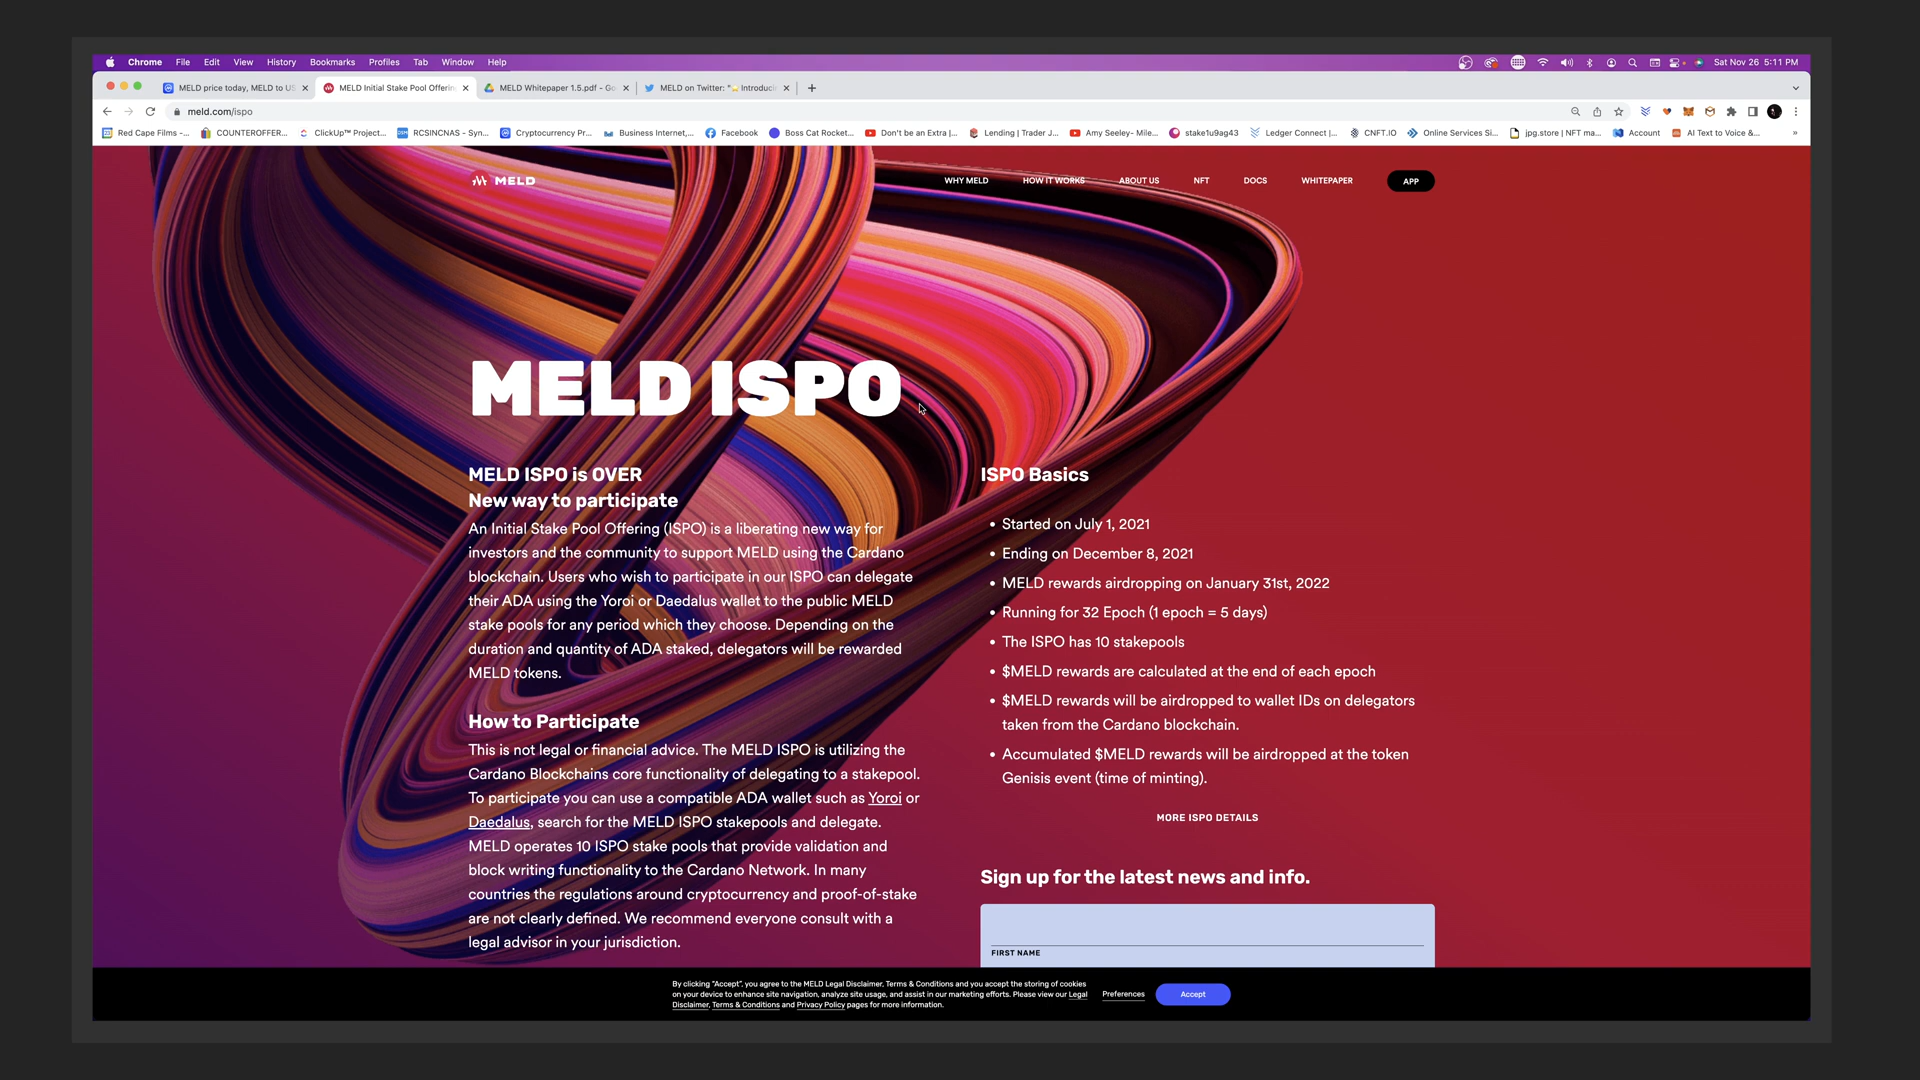 Chrome File Edit View History Bookmarks Profiles Tab Window Help Sat Nov 26 5:11 PM
MELD price today, MELD to US MELD Initial Stake Pool Offerin MELD Whitepaper 1.5.pdf - Go MELD on Twitter: "⭐ Introducin
meld.com/ispo
Red Cape Films -... COUNTEROFFER... ClickUp™ Project... RCSINCNAS - Syn... Cryptocurrency Pr... Business Internet,... Facebook Boss Cat Rocket... Don't be an Extra |... Lending | Trader J... Amy Seeley- Mile... stake1u9ag43 Ledger Connect |... CNFT.IO Online Services Si... jpg.store | NFT ma... Account AI Text to Voice &... »
MELD WHY MELD HOW IT WORKS ABOUT US NFT DOCS WHITEPAPER APP
MELD ISPO
MELD ISPO is OVER
New way to participate
An Initial Stake Pool Offering (ISPO) is a liberating new way for
investors and the community to support MELD using the Cardano
blockchain. Users who wish to participate in our ISPO can delegate
their ADA using the Yoroi or Daedalus wallet to the public MELD
stake pools for any period which they choose. Depending on the
duration and quantity of ADA staked, delegators will be rewarded
MELD tokens.
How to Participate
This is not legal or financial advice. The MELD ISPO is utilizing the
Cardano Blockchains core functionality of delegating to a stakepool.
To participate you can use a compatible ADA wallet such as Yoroi or
Daedalus, search for the MELD ISPO stakepools and delegate.
MELD operates 10 ISPO stake pools that provide validation and
block writing functionality to the Cardano Network. In many
countries the regulations around cryptocurrency and proof-of-stake
are not clearly defined. We recommend everyone consult with a
legal advisor in your jurisdiction.
ISPO Basics
• Started on July 1, 2021
• Ending on December 8, 2021
• MELD rewards airdropping on January 31st, 2022
• Running for 32 Epoch (1 epoch = 5 days)
• The ISPO has 10 stakepools
• $MELD rewards are calculated at the end of each epoch
• $MELD rewards will be airdropped to wallet IDs on delegators
taken from the Cardano blockchain.
• Accumulated $MELD rewards will be airdropped at the token
Genisis event (time of minting).
MORE ISPO DETAILS
Sign up for the latest news and info.
FIRST NAME
By clicking "Accept", you agree to the MELD Legal Disclaimer, Terms & Conditions and you accept the storing of cookies
on your device to enhance site navigation, analyze site usage, and assist in our marketing efforts. Please view our Legal
Disclaimer, Terms & Conditions and Privacy Policy pages for more information.
Preferences
Accept